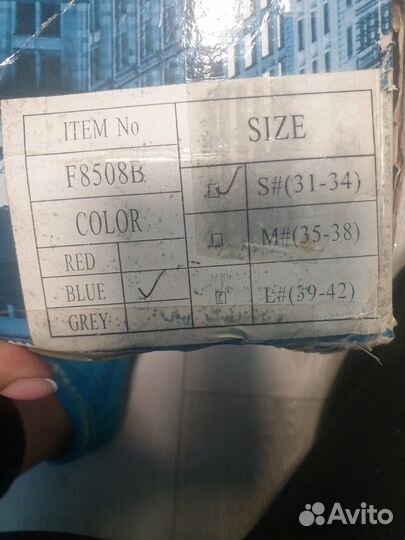 ITEM No
SIZE
F8508B
S#(31-34)
COLOR
M#(35-38)
RED
BLUE
L#(39-42)
GREY
Avito